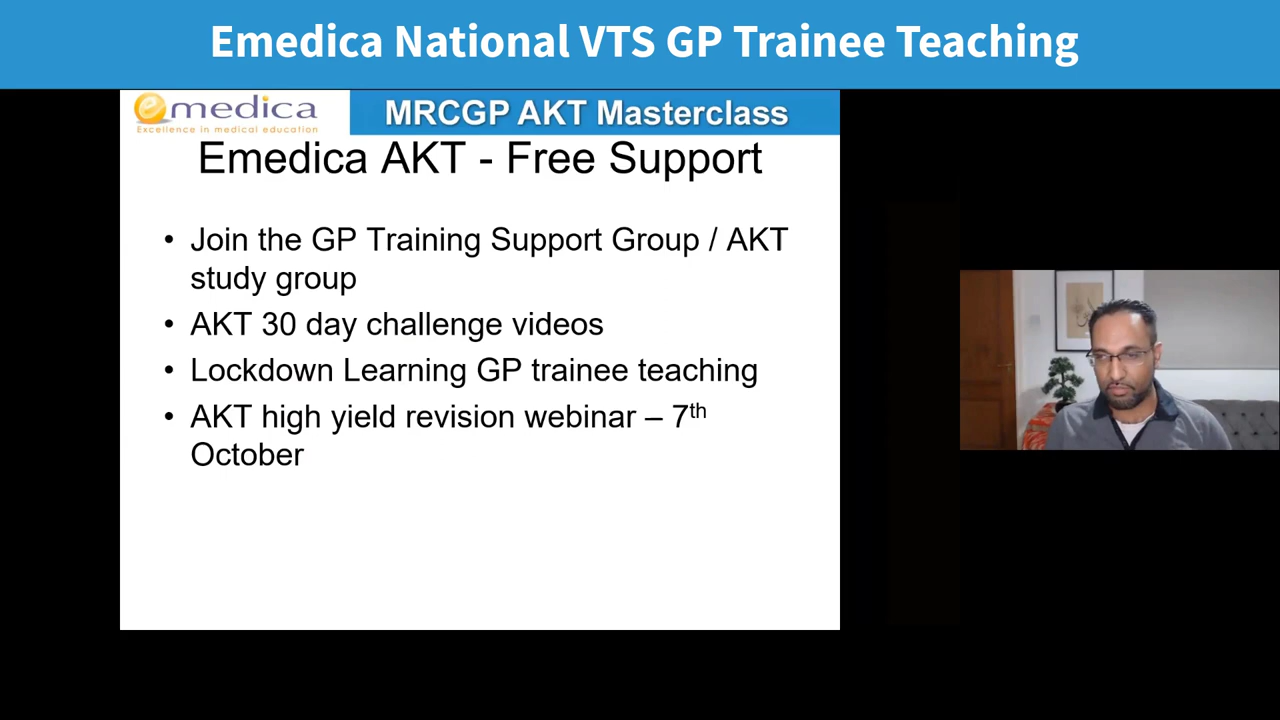 Emedica National VTS GP Trainee Teaching
emedica
Excellence in medical education
MRCGP AKT Masterclass
Emedica AKT - Free Support
• Join the GP Training Support Group / AKT
study group
• AKT 30 day challenge videos
• Lockdown Learning GP trainee teaching
• AKT high yield revision webinar – 7th
October